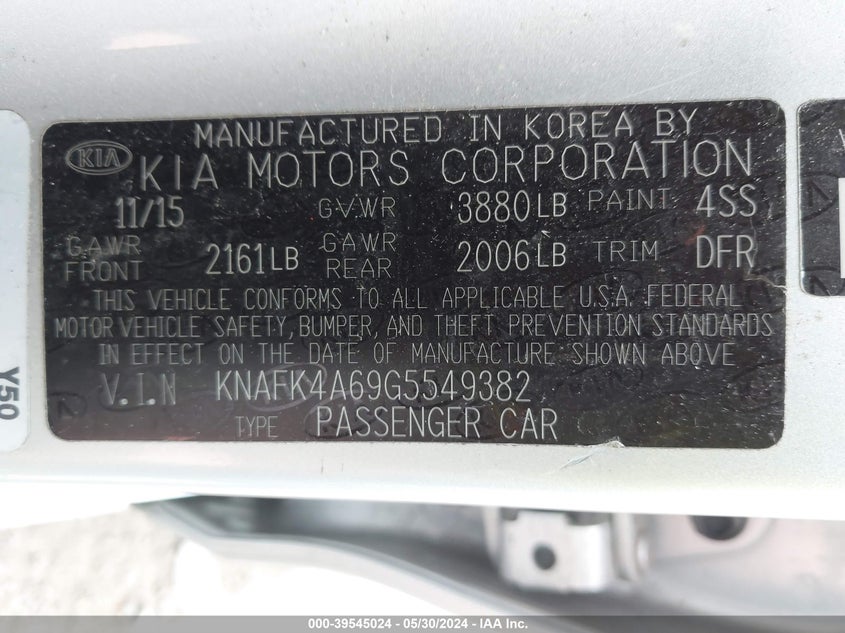 MANUFACTURED IN KOREA BY
KIA KIA MOTORS CORPORATION
11/15 GVWR 3880LB PAINT 4SS
GAWR FRONT 2161LB GAWR REAR 2006LB TRIM DFR
THIS VEHICLE CONFORMS TO ALL APPLICABLE U.S.A. FEDERAL
MOTOR VEHICLE SAFETY, BUMPER, AND THEFT PREVENTION STANDARDS
IN EFFECT ON THE DATE OF MANUFACTURE SHOWN ABOVE
V.I.N KNAFK4A69G5549382
TYPE PASSENGER CAR
Y50
000-39545024 — 05/30/2024 — IAA Inc.